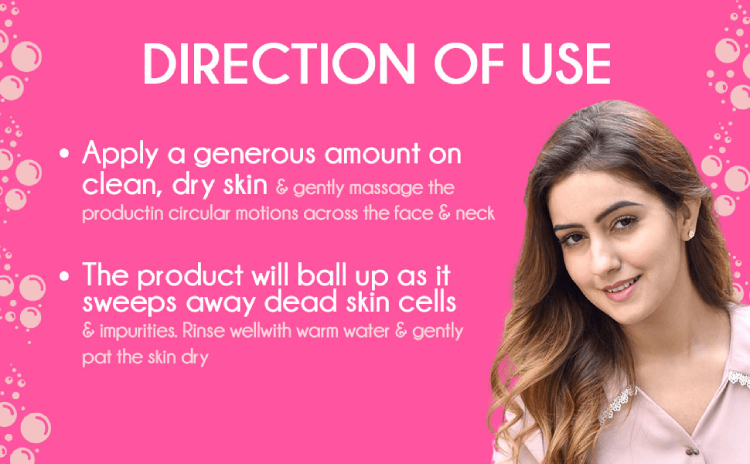 DIRECTION OF USE
• Apply a generous amount on
clean, dry skin & gently massage the
productin circular motions across the face & neck
• The product will ball up as it
sweeps away dead skin cells
& impurities. Rinse wellwith warm water & gently
pat the skin dry